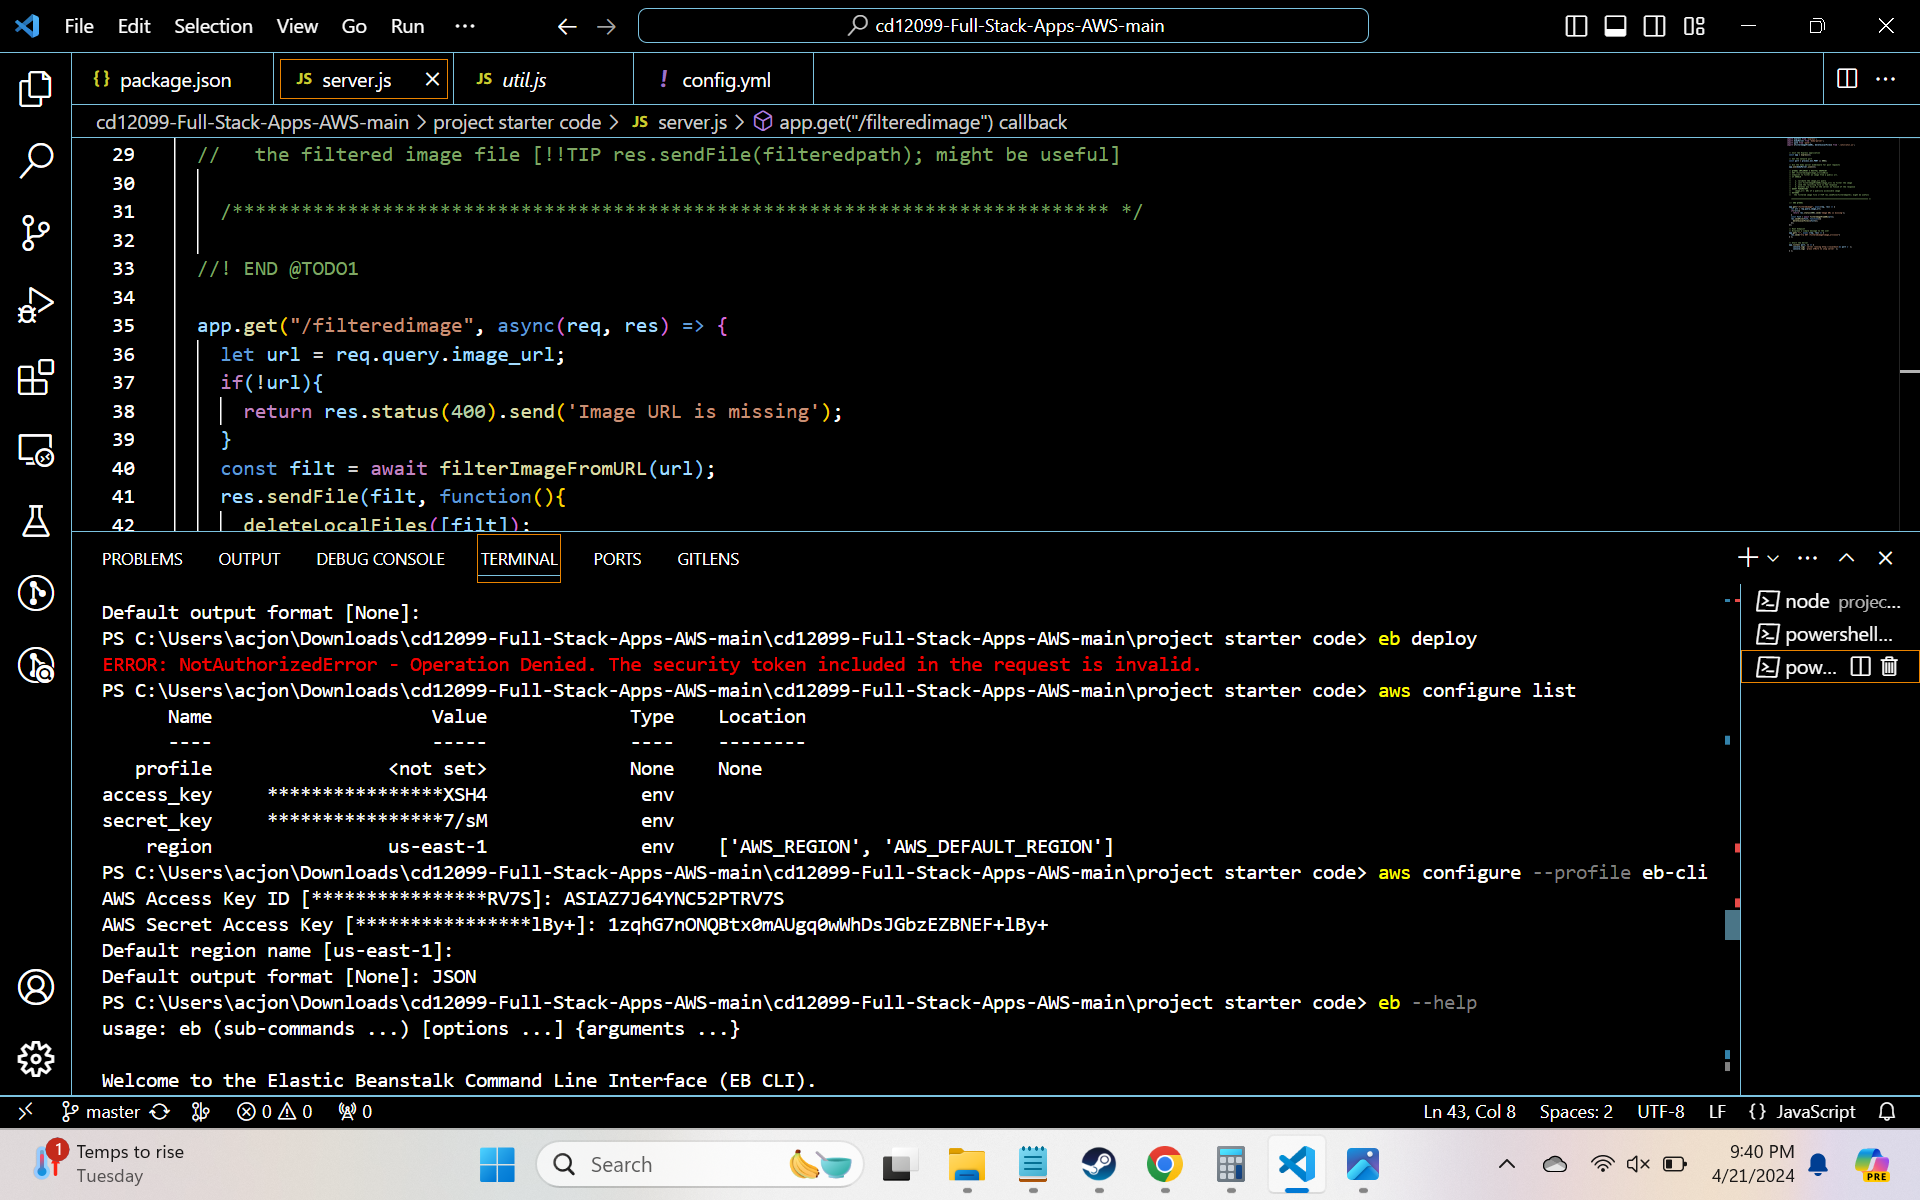 File Edit Selection View Go Run ···
cd12099-Full-Stack-Apps-AWS-main
{} package.json
JS server.js
JS util.js
! config.yml
cd12099-Full-Stack-Apps-AWS-main > project starter code > JS server.js > app.get("/filteredimage") callback
29 // the filtered image file [!!TIP res.sendFile(filteredpath); might be useful]
30
31 /**************************************************************************** */
32
33 //! END @TODO1
34
35 app.get("/filteredimage", async(req, res) => {
36 let url = req.query.image_url;
37 if(!url){
38 return res.status(400).send('Image URL is missing');
39 }
40 const filt = await filterImageFromURL(url);
41 res.sendFile(filt, function(){
42 deleteLocalFiles([filt]);
PROBLEMS OUTPUT DEBUG CONSOLE TERMINAL PORTS GITLENS
node projec...
powershell...
pow...
Default output format [None]:
PS C:\Users\acjon\Downloads\cd12099-Full-Stack-Apps-AWS-main\cd12099-Full-Stack-Apps-AWS-main\project starter code> eb deploy
ERROR: NotAuthorizedError - Operation Denied. The security token included in the request is invalid.
PS C:\Users\acjon\Downloads\cd12099-Full-Stack-Apps-AWS-main\cd12099-Full-Stack-Apps-AWS-main\project starter code> aws configure list
Name Value Type Location
---- ----- ---- --------
profile <not set> None None
access_key ****************XSH4 env
secret_key ****************7/sM env
region us-east-1 env ['AWS_REGION', 'AWS_DEFAULT_REGION']
PS C:\Users\acjon\Downloads\cd12099-Full-Stack-Apps-AWS-main\cd12099-Full-Stack-Apps-AWS-main\project starter code> aws configure --profile eb-cli
AWS Access Key ID [****************RV7S]: ASIAZ7J64YNC52PTRV7S
AWS Secret Access Key [****************lBy+]: 1zqhG7nONQBtx0mAUgq0wWhDsJGbzEZBNEF+lBy+
Default region name [us-east-1]:
Default output format [None]: JSON
PS C:\Users\acjon\Downloads\cd12099-Full-Stack-Apps-AWS-main\cd12099-Full-Stack-Apps-AWS-main\project starter code> eb --help
usage: eb (sub-commands ...) [options ...] {arguments ...}
Welcome to the Elastic Beanstalk Command Line Interface (EB CLI).
master 0 0 0
Ln 43, Col 8 Spaces: 2 UTF-8 LF {} JavaScript
1
Temps to rise
Tuesday
Search
9:40 PM
4/21/2024
PRE